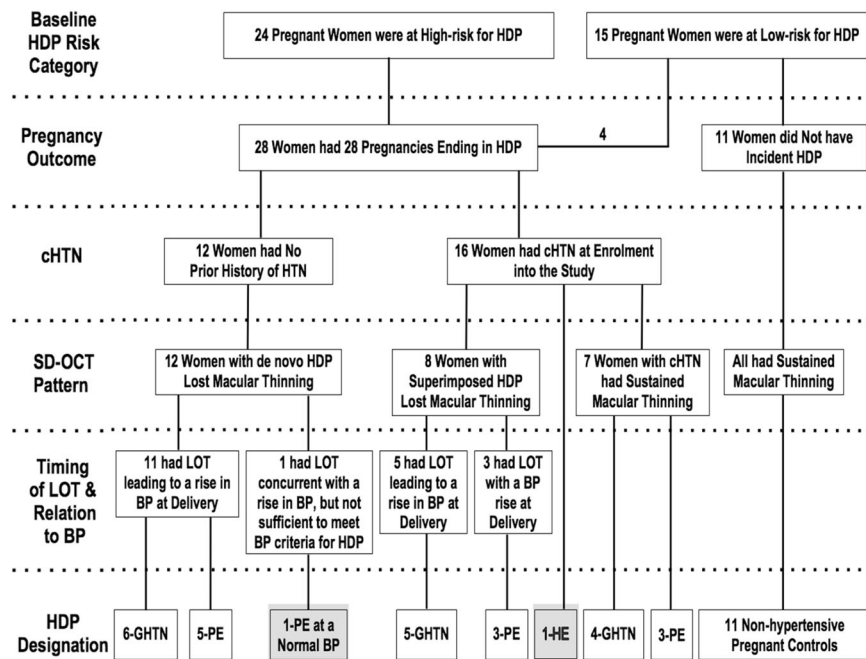 Baseline
HDP Risk
Category
24 Pregnant Women were at High-risk for HDP
15 Pregnant Women were at Low-risk for HDP
Pregnancy
Outcome
28 Women had 28 Pregnancies Ending in HDP
4
11 Women did Not have
Incident HDP
cHTN
12 Women had No
Prior History of HTN
16 Women had cHTN at Enrolment
into the Study
SD-OCT
Pattern
12 Women with de novo HDP
Lost Macular Thinning
8 Women with
Superimposed HDP
Lost Macular Thinning
7 Women with cHTN
had Sustained
Macular Thinning
All had Sustained
Macular Thinning
Timing
of LOT &
Relation
to BP
11 had LOT
leading to a rise in
BP at Delivery
1 had LOT
concurrent with a
rise in BP, but not
sufficient to meet
BP criteria for HDP
5 had LOT
leading to a
rise in BP at
Delivery
3 had LOT
with a BP
rise at
Delivery
HDP
Designation
6-GHTN
5-PE
1-PE at a
Normal BP
5-GHTN
3-PE
1-HE
4-GHTN
3-PE
11 Non-hypertensive
Pregnant Controls